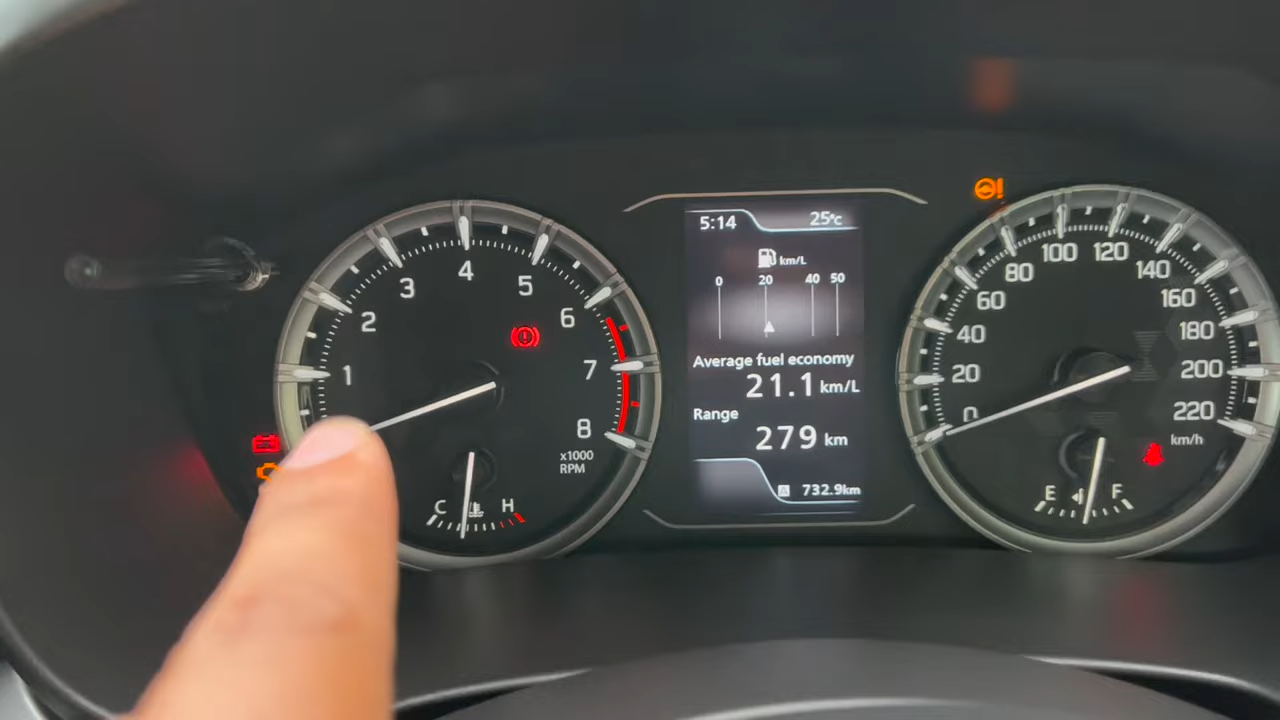 1
2
3
4
5
6
7
8
x1000
RPM
C
H
5:14
25°C
km/L
0 20 40 50
Average fuel economy
21.1 km/L
Range
279 km
A 732.9km
0
20
40
60
80
100
120
140
160
180
200
220
km/h
E
F